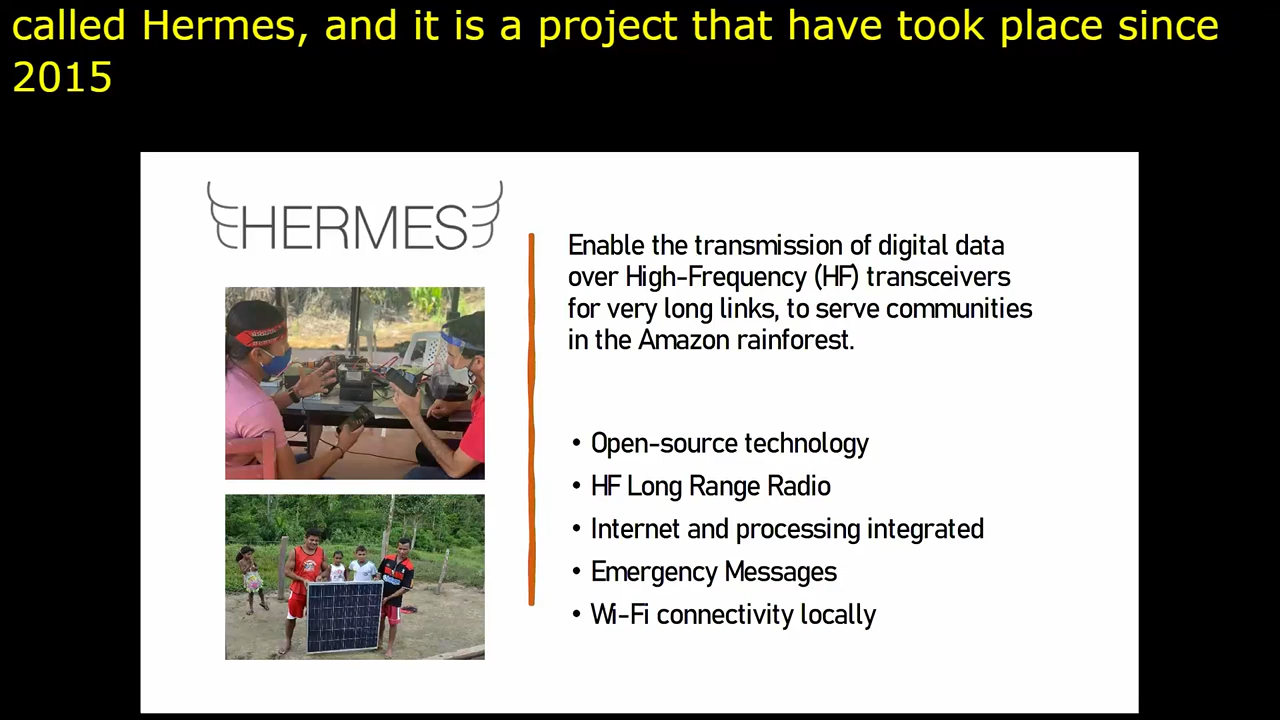 called Hermes, and it is a project that have took place since
2015
HERMES
Enable the transmission of digital data
over High-Frequency (HF) transceivers
for very long links, to serve communities
in the Amazon rainforest.
• Open-source technology
• HF Long Range Radio
• Internet and processing integrated
• Emergency Messages
• Wi-Fi connectivity locally